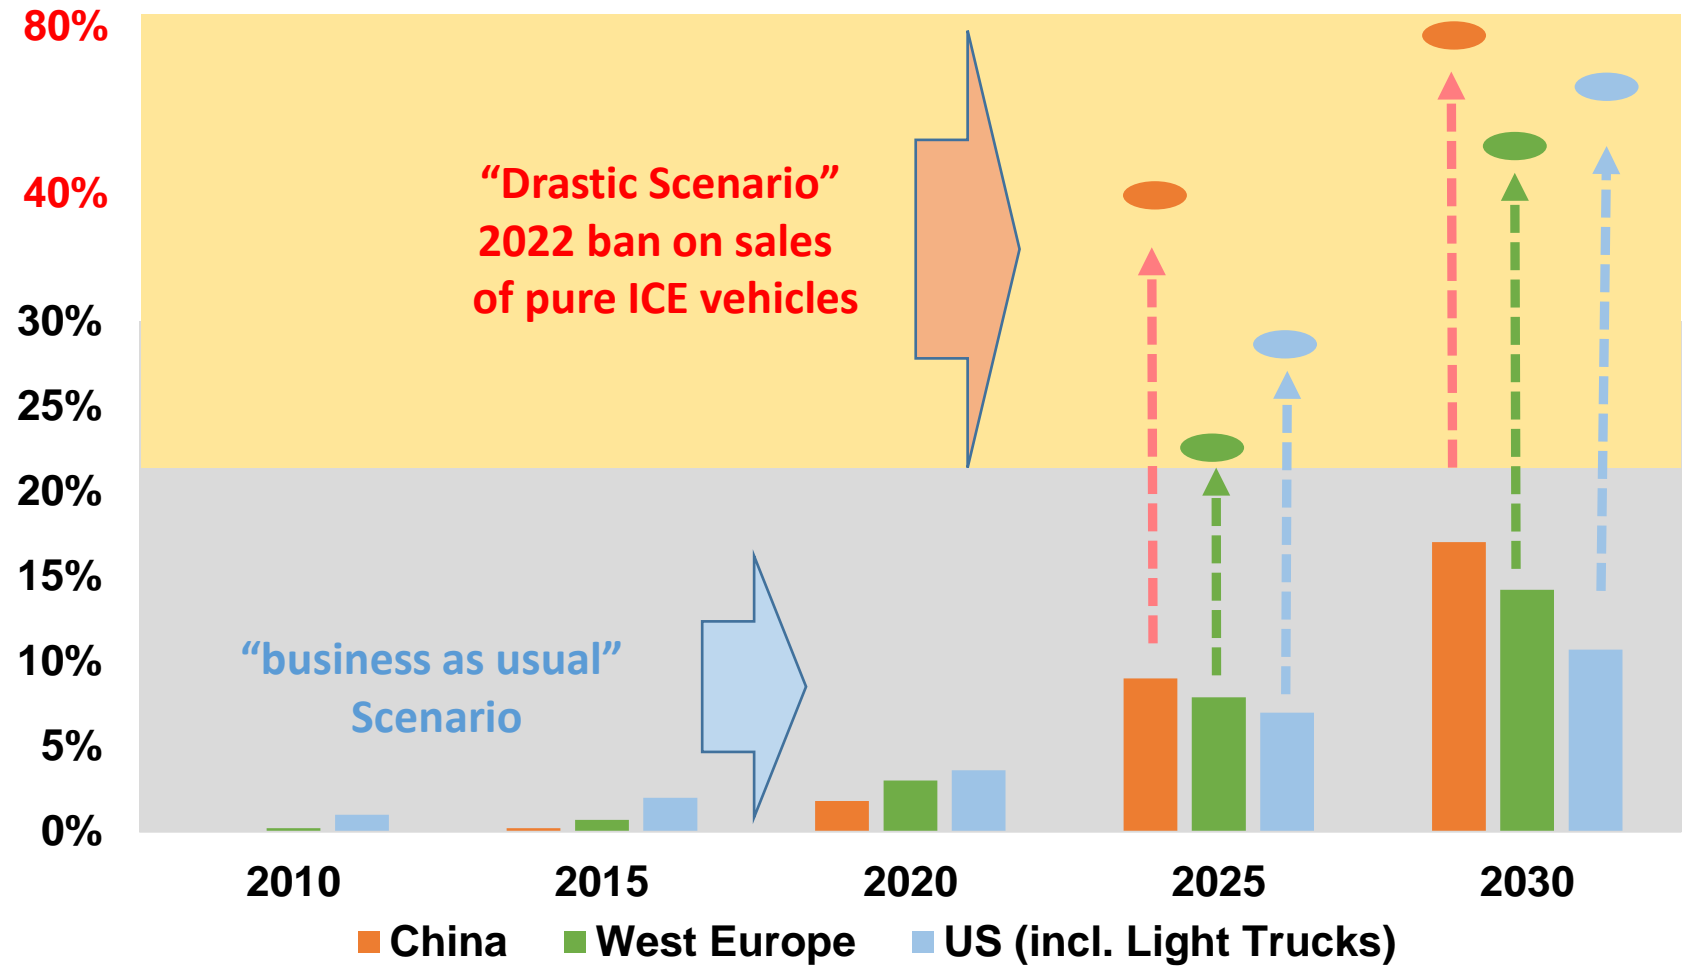 80%
40%
30%
25%
20%
15%
10%
5%
0%
“Drastic Scenario”
2022 ban on sales
of pure ICE vehicles
“business as usual”
Scenario
2010 2015 2020 2025 2030
China West Europe US (incl. Light Trucks)